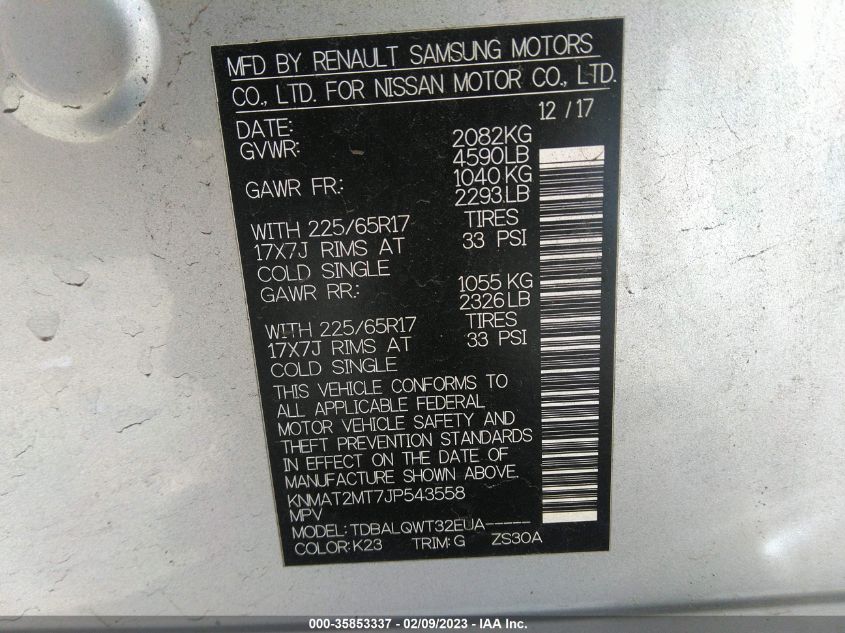 MFD BY RENAULT SAMSUNG MOTORS
CO., LTD. FOR NISSAN MOTOR CO., LTD.
DATE: 12 / 17
GVWR: 2082KG
4590LB
GAWR FR.: 1040 KG
2293.LB
WITH 225/65R17 TIRES
17X7J RIMS AT 33 PSI
COLD SINGLE
GAWR RR.: 1055 KG
2326LB
WITH 225/65R17 TIRES
17X7J RIMS AT 33 PSI
COLD SINGLE
THIS VEHICLE CONFORMS TO
ALL APPLICABLE FEDERAL
MOTOR VEHICLE SAFETY AND
THEFT PREVENTION STANDARDS
IN EFFECT ON THE DATE OF
MANUFACTURE SHOWN ABOVE.
KNMAT2MT7JP543558
MPV
MODEL: TDBALQWT32EUA------
COLOR: K23 TRIM: G ZS30A
000-35853337 - 02/09/2023 - IAA Inc.